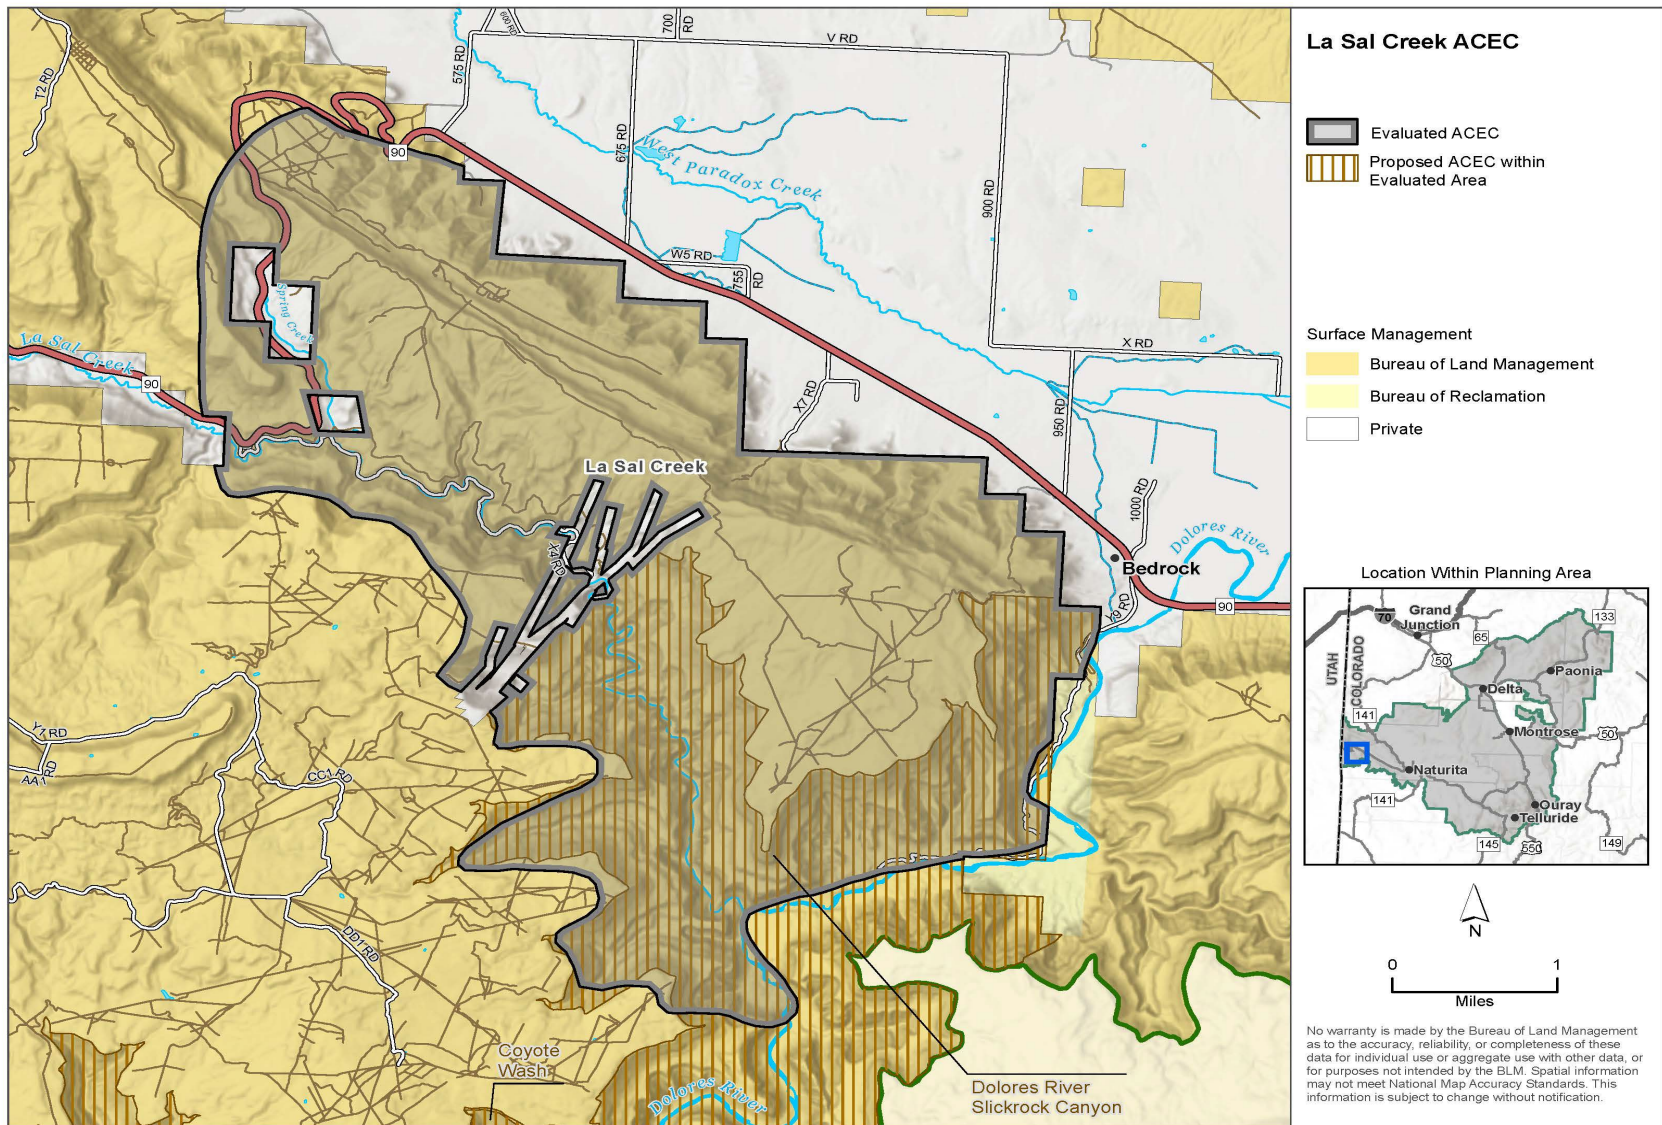 La Sal Creek ACEC
Evaluated ACEC
Proposed ACEC within
Evaluated Area
Surface Management
Bureau of Land Management
Bureau of Reclamation
Private
Location Within Planning Area
Grand
Junction
70
133
65
50
UTAH
COLORADO
Paonia
Delta
141
Montrose
50
Naturita
141
Ouray
Telluride
145
550
149
N
0
1
Miles
No warranty is made by the Bureau of Land Management
as to the accuracy, reliability, or completeness of these
data for individual use or aggregate use with other data, or
for purposes not intended by the BLM. Spatial information
may not meet National Map Accuracy Standards. This
information is subject to change without notification.
T2 RD
575 RD
600 RD
700
RD
V RD
675 RD
90
West Paradox Creek
900 RD
W5 RD
755
RD
Spring Creek
La Sal Creek
90
X RD
X7 RD
950 RD
La Sal Creek
X4 RD
1000 RD
Dolores River
Bedrock
Y9 RD
90
Y7 RD
AA1 RD
CC1 RD
DD1 RD
Coyote
Wash
Dolores River
Dolores River
Slickrock Canyon